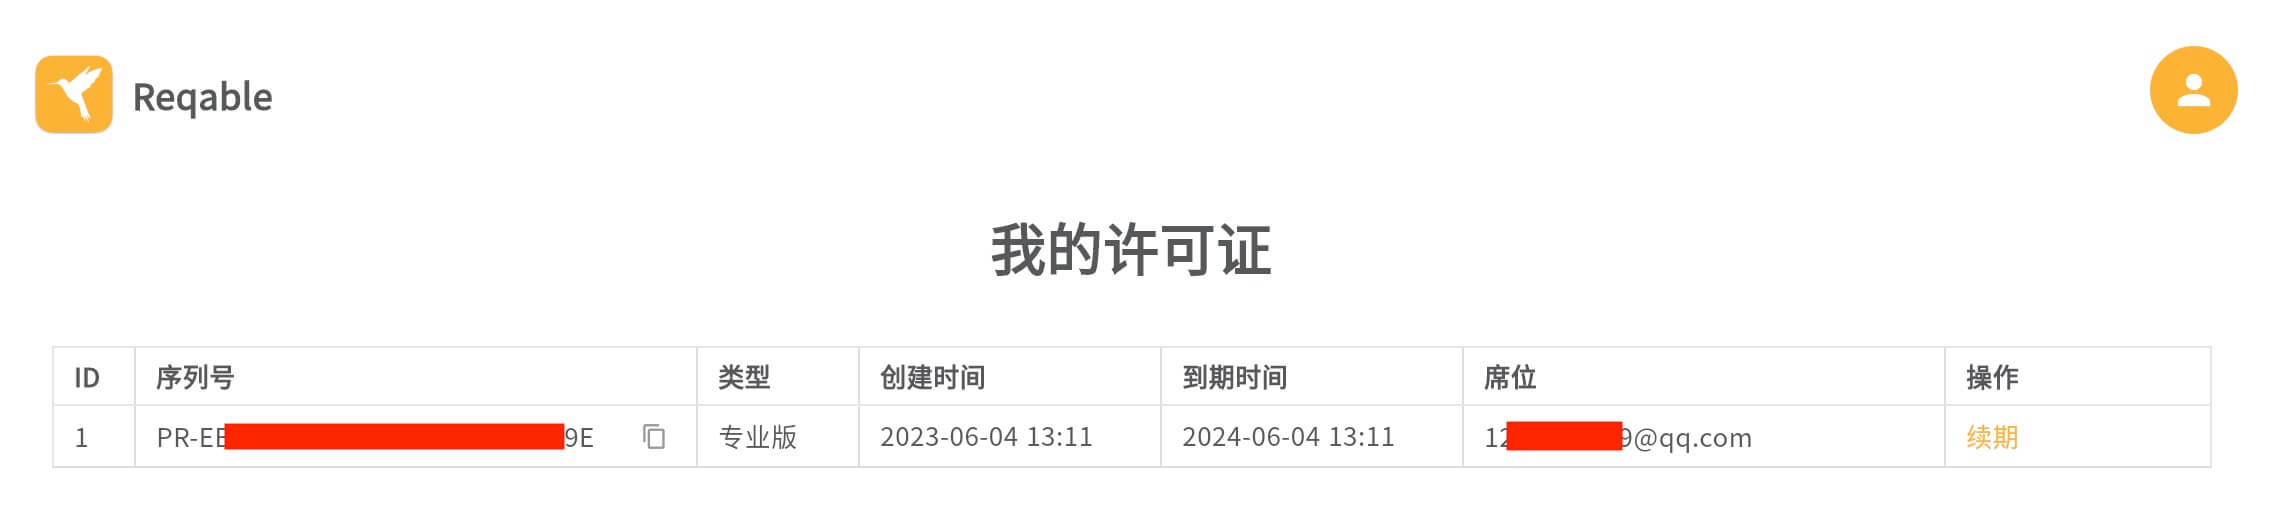 Reqable
我的许可证
ID 序列号 类型 创建时间 到期时间 席位 操作
1 PR-EE 9E 专业版 2023-06-04 13:11 2024-06-04 13:11 12 9@qq.com 续期